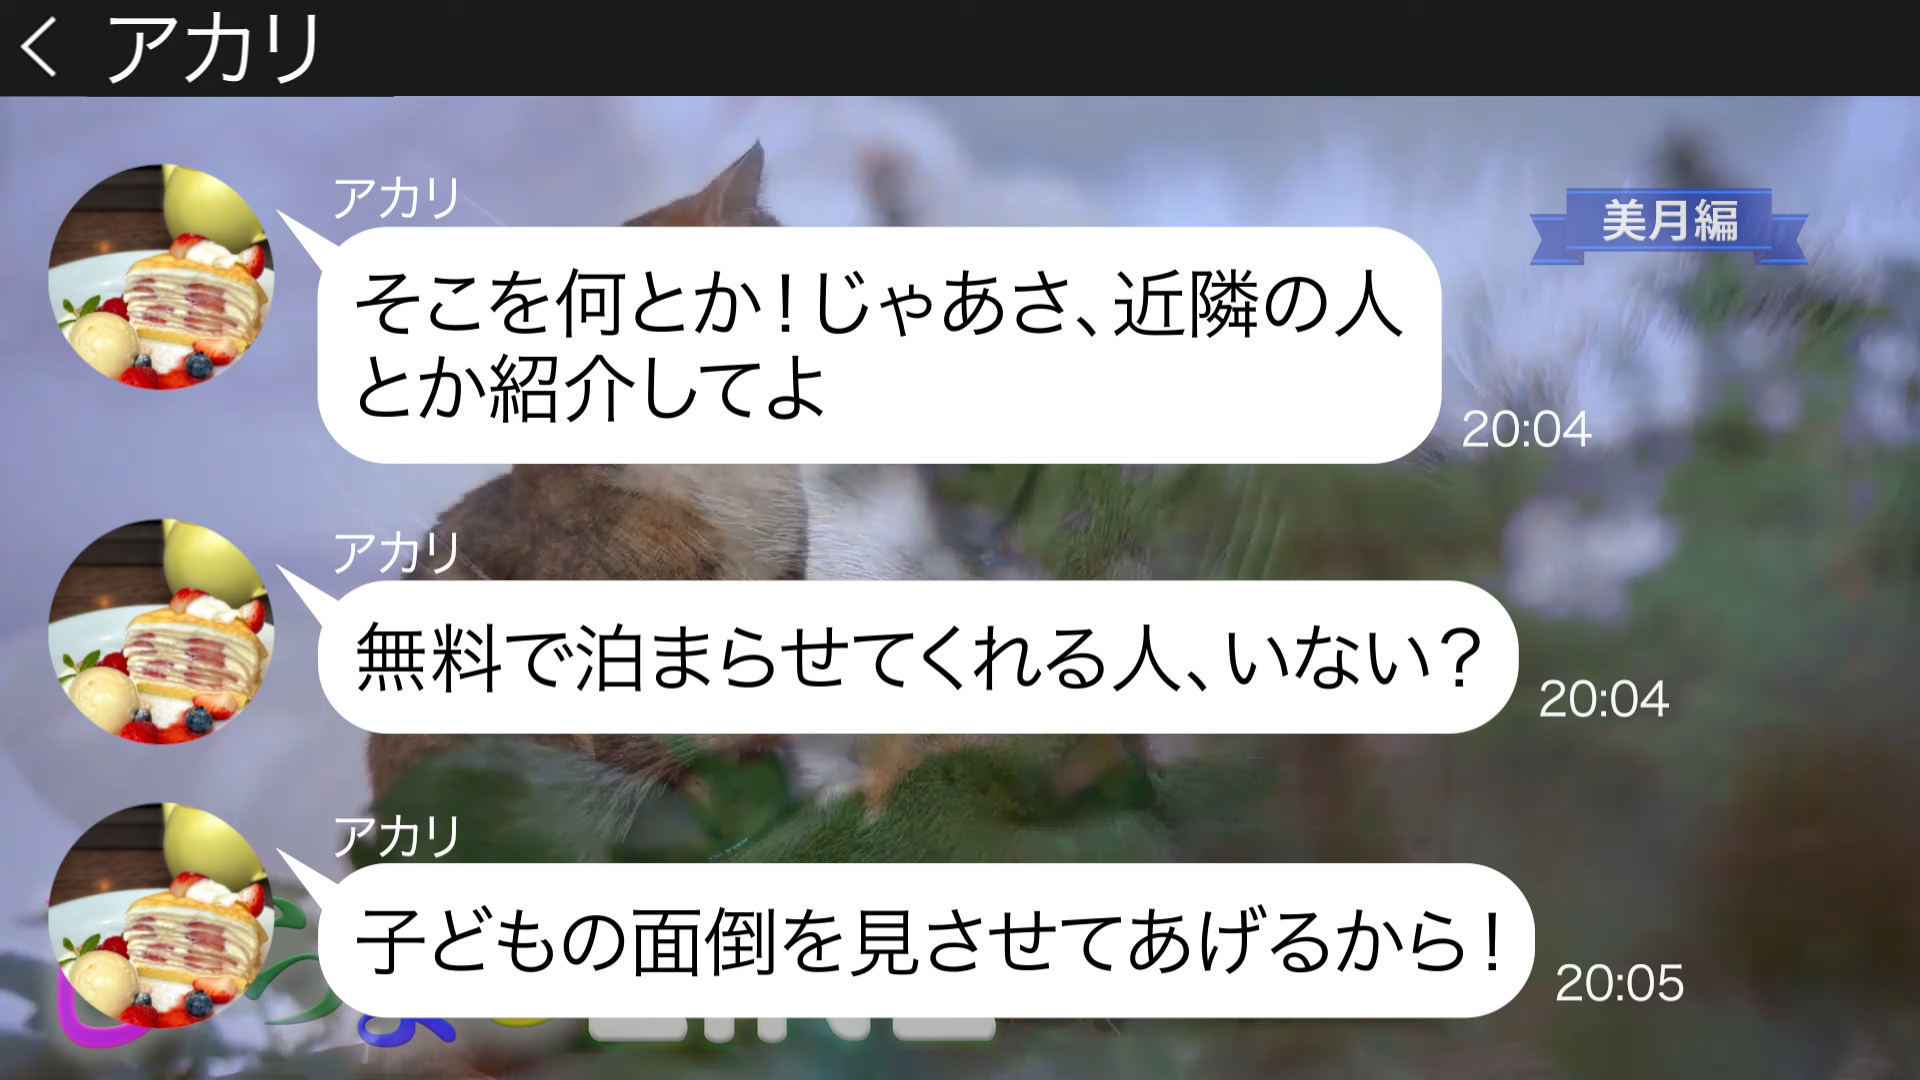 アカリ
アカリ
美月編
そこを何とか！じゃあさ、近隣の人
とか紹介してよ
20:04
アカリ
無料で泊まらせてくれる人、いない？
20:04
アカリ
子どもの面倒を見させてあげるから！
20:05